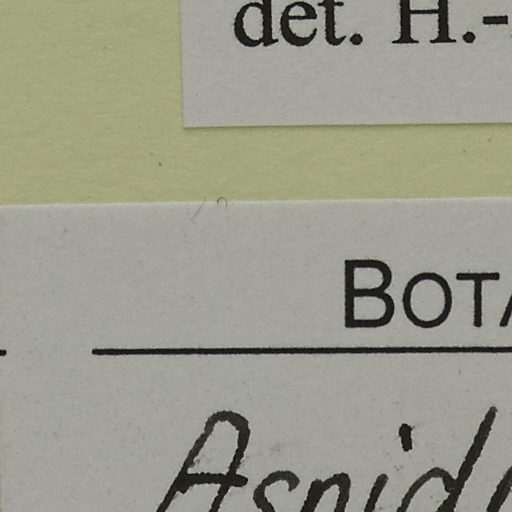 det. H.-
BOTA
Aspid